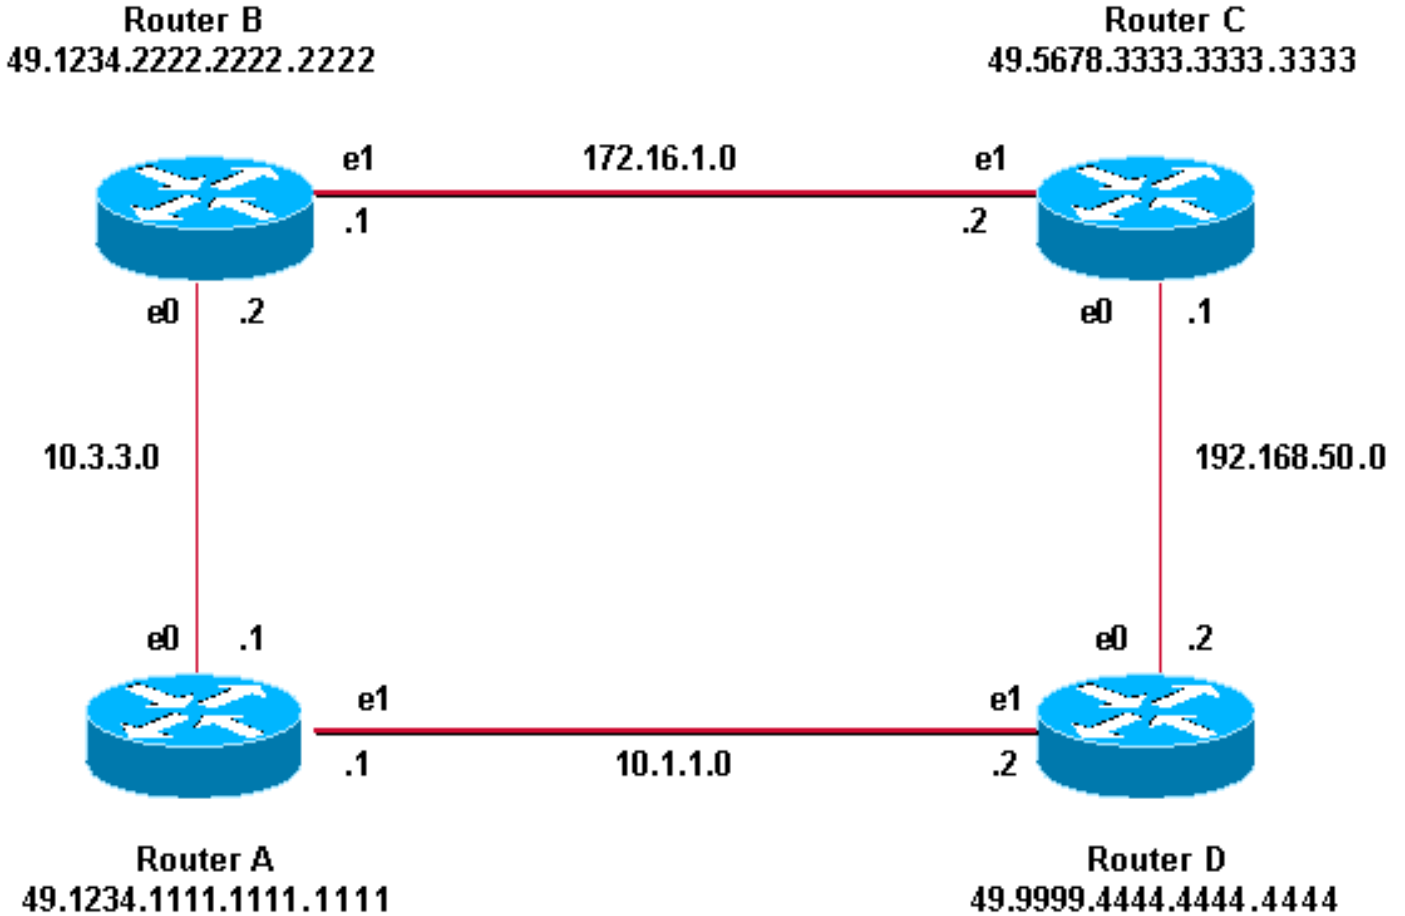 Router B
49.1234.2222.2222.2222
Router C
49.5678.3333.3333.3333
e1
172.16.1.0
e1
.1
.2
e0
.2
e0
.1
10.3.3.0
192.168.50.0
e0
.1
e0
.2
e1
e1
.1
10.1.1.0
.2
Router A
49.1234.1111.1111.1111
Router D
49.9999.4444.4444.4444